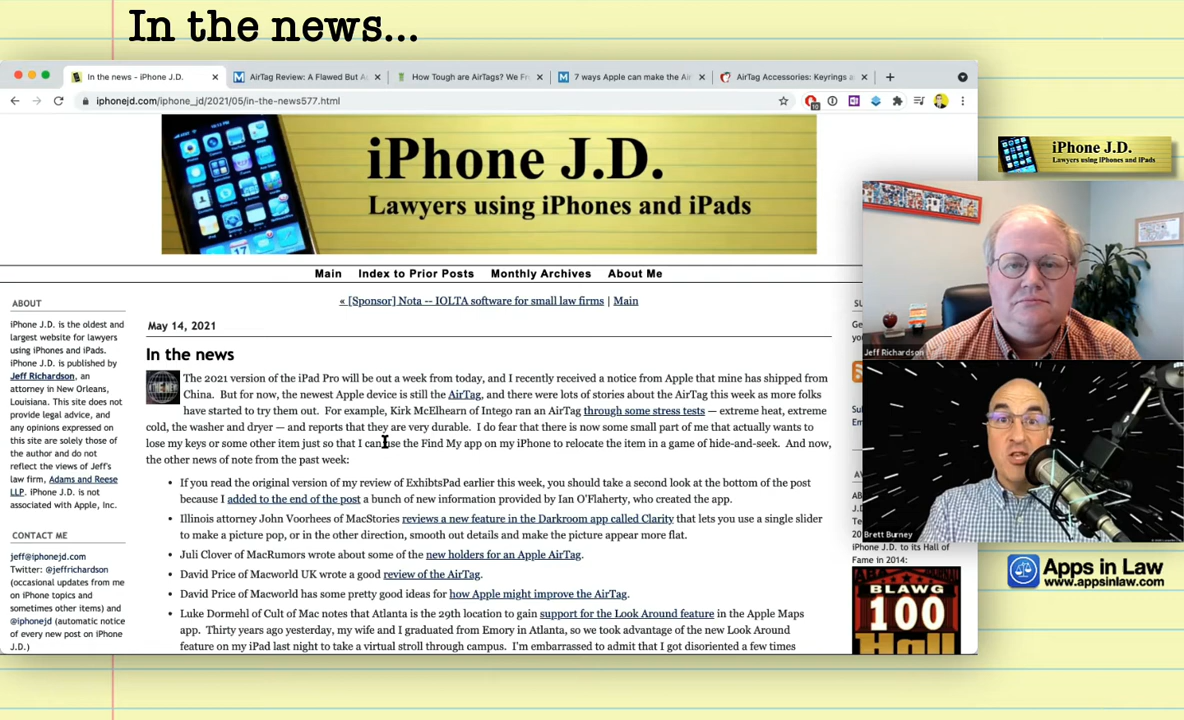 In the news...
In the news - iPhone J.D.
AirTag Review: A Flawed But A
How Tough are AirTags? We Fr
7 ways Apple can make the Air
AirTag Accessories: Keyrings a
iphonejd.com/iphone_jd/2021/05/in-the-news577.html
10
iPhone J.D.
Lawyers using iPhones and iPads
iPhone J.D.
Lawyers using iPhones and iPads
Main
Index to Prior Posts
Monthly Archives
About Me
« [Sponsor] Nota -- IOLTA software for small law firms | Main
ABOUT
iPhone J.D. is the oldest and
largest website for lawyers
using iPhones and iPads.
iPhone J.D. is published by
Jeff Richardson, an
attorney in New Orleans,
Louisiana. This site does not
provide legal advice, and
any opinions expressed on
this site are solely those of
the author and do not
reflect the views of Jeff's
law firm, Adams and Reese
LLP. iPhone J.D. is not
associated with Apple, Inc.
CONTACT ME
jeff@iphonejd.com
Twitter: @jeffrichardson
(occasional updates from me
on iPhone topics and
sometimes other items) and
@iphonejd (automatic notice
of every new post on iPhone
J.D.)
May 14, 2021
In the news
The 2021 version of the iPad Pro will be out a week from today, and I recently received a notice from Apple that mine has shipped from
China. But for now, the newest Apple device is still the AirTag, and there were lots of stories about the AirTag this week as more folks
have started to try them out. For example, Kirk McElhearn of Intego ran an AirTag through some stress tests — extreme heat, extreme
cold, the washer and dryer — and reports that they are very durable. I do fear that there is now some small part of me that actually wants to
lose my keys or some other item just so that I can use the Find My app on my iPhone to relocate the item in a game of hide-and-seek. And now,
the other news of note from the past week:
• If you read the original version of my review of ExhibtsPad earlier this week, you should take a second look at the bottom of the post
because I added to the end of the post a bunch of new information provided by Ian O'Flaherty, who created the app.
• Illinois attorney John Voorhees of MacStories reviews a new feature in the Darkroom app called Clarity that lets you use a single slider
to make a picture pop, or in the other direction, smooth out details and make the picture appear more flat.
• Juli Clover of MacRumors wrote about some of the new holders for an Apple AirTag.
• David Price of Macworld UK wrote a good review of the AirTag.
• David Price of Macworld has some pretty good ideas for how Apple might improve the AirTag.
• Luke Dormehl of Cult of Mac notes that Atlanta is the 29th location to gain support for the Look Around feature in the Apple Maps
app. Thirty years ago yesterday, my wife and I graduated from Emory in Atlanta, so we took advantage of the new Look Around
feature on my iPad last night to take a virtual stroll through campus. I'm embarrassed to admit that I got disoriented a few times
Jeff Richardson
Brett Burney
iPhone J.D. to its Hall of
Fame in 2014:
BLAWG
100
Hall
Apps in Law
www.appsinlaw.com